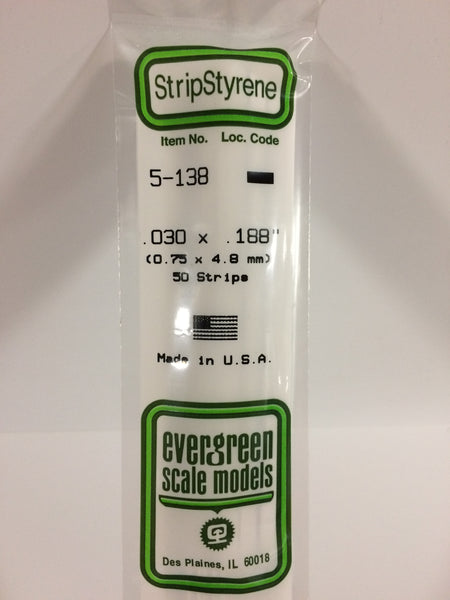 StripStyrene
Item No. Loc. Code
5-138
.030 x .188"
(0.75 x 4.8 mm)
50 Strips
Made in U.S.A.
evergreen
scale models
Des Plaines, IL 60018